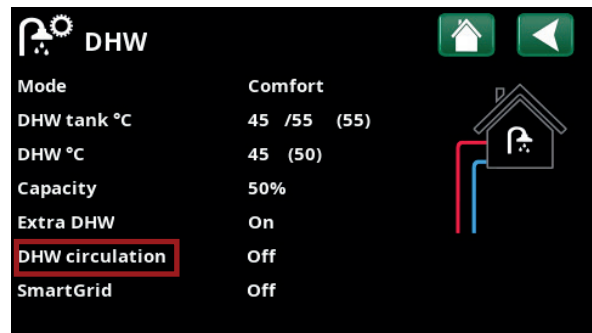 DHW
Mode Comfort
DHW tank °C 45 /55 (55)
DHW °C 45 (50)
Capacity 50%
Extra DHW On
DHW circulation Off
SmartGrid Off